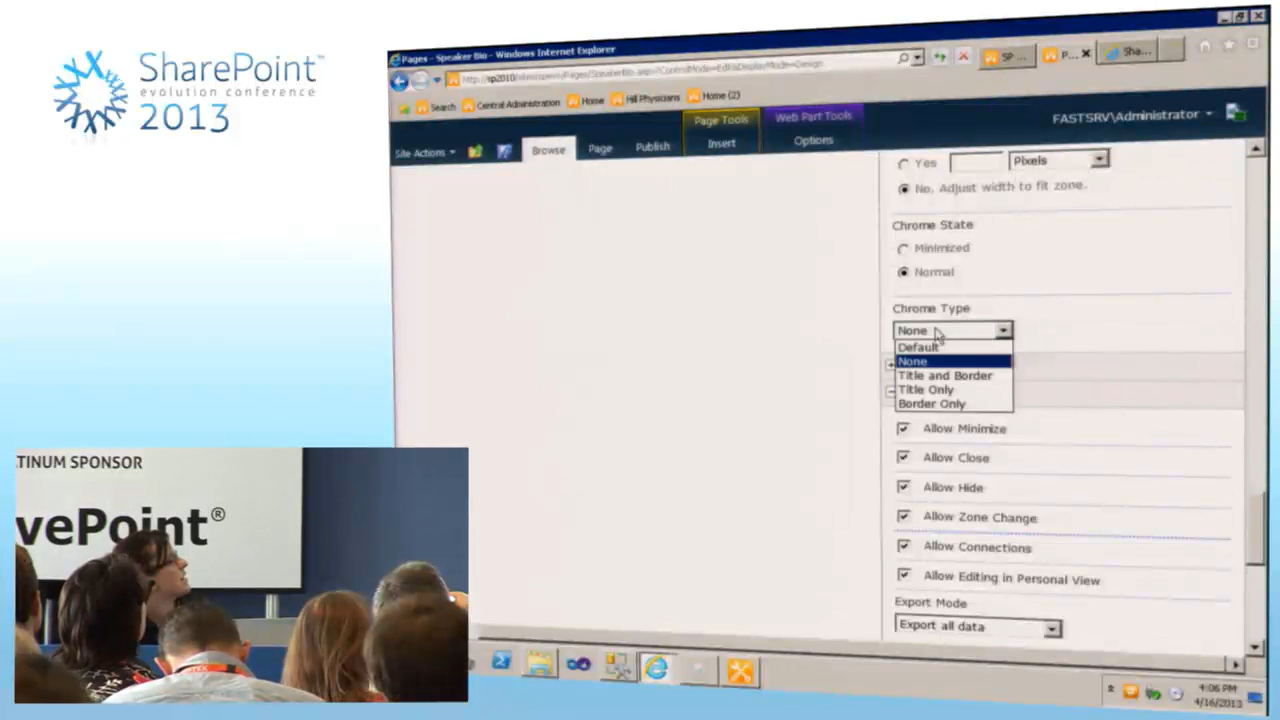 SharePoint™
evolution conference
2013
Pages - Speaker Bio - Windows Internet Explorer
SP ...
P...
Sha...
Search
Central Administration
Home
Hill Physicians
Home (2)
Page Tools
Web Part Tools
FASTSRV\Administrator
Site Actions
Browse
Page
Publish
Insert
Options
Yes
Pixels
No. Adjust width to fit zone.
Chrome State
Minimized
Normal
Chrome Type
None
Default
None
Title and Border
Title Only
Border Only
Allow Minimize
Allow Close
Allow Hide
Allow Zone Change
Allow Connections
Allow Editing in Personal View
Export Mode
Export all data
4:06 PM
4/16/2013
TINUM SPONSOR
vePoint®